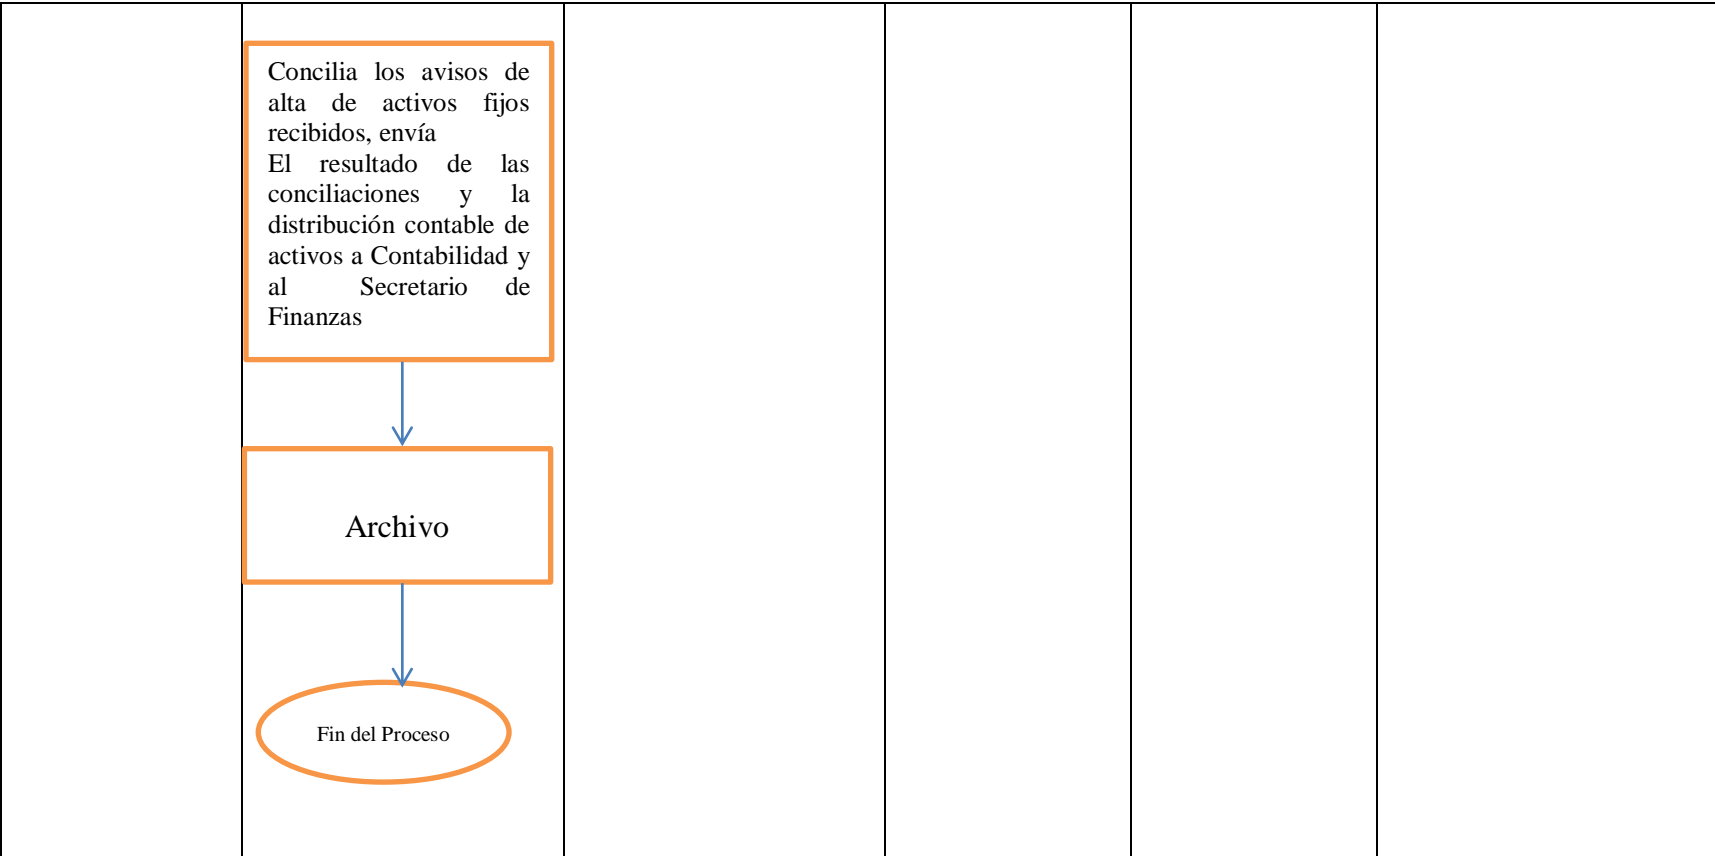 Concilia los avisos de
alta de activos fijos
recibidos, envía
El resultado de las
conciliaciones y la
distribución contable de
activos a Contabilidad y
al Secretario de
Finanzas
Archivo
Fin del Proceso